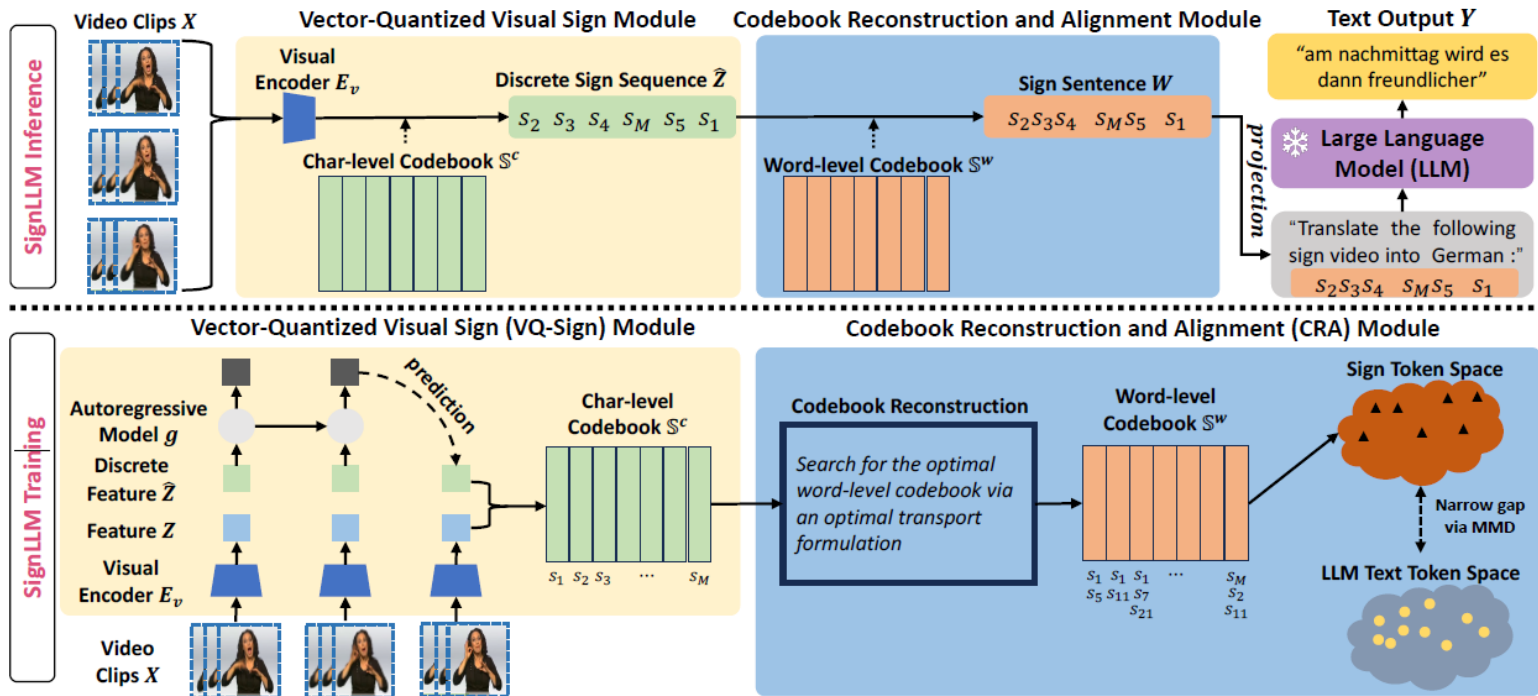 SignLLM Inference
Video Clips X
Vector-Quantized Visual Sign Module
Visual
Encoder E_v
Discrete Sign Sequence Ẑ
s_2 s_3 s_4 s_M s_5 s_1
Char-level Codebook 𝕊^c
Codebook Reconstruction and Alignment Module
Sign Sentence W
s_2s_3s_4 s_Ms_5 s_1
Word-level Codebook 𝕊^w
projection
Text Output Y
“am nachmittag wird es
dann freundlicher”
Large Language
Model (LLM)
“Translate the following
sign video into German :”
s_2s_3s_4 s_Ms_5 s_1
SignLLM Training
Vector-Quantized Visual Sign (VQ-Sign) Module
prediction
Autoregressive
Model g
Discrete
Feature Ẑ
Feature Z
Visual
Encoder E_v
Video
Clips X
Char-level
Codebook 𝕊^c
s_1 s_2 s_3 ... s_M
Codebook Reconstruction and Alignment (CRA) Module
Codebook Reconstruction
Search for the optimal
word-level codebook via
an optimal transport
formulation
Word-level
Codebook 𝕊^w
s_1 s_1 s_1 ... s_M
s_5 s_11 s_7 s_2
s_21 s_11
Sign Token Space
Narrow gap
via MMD
LLM Text Token Space